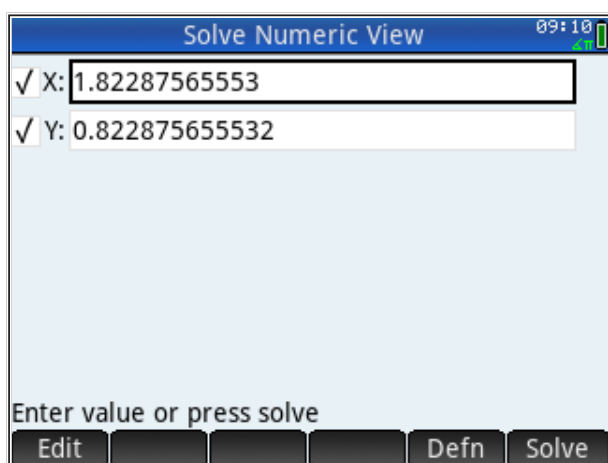 Solve Numeric View 09:10
∡π
√ X: 1.82287565553
√ Y: 0.822875655532
Enter value or press solve
Edit Defn Solve